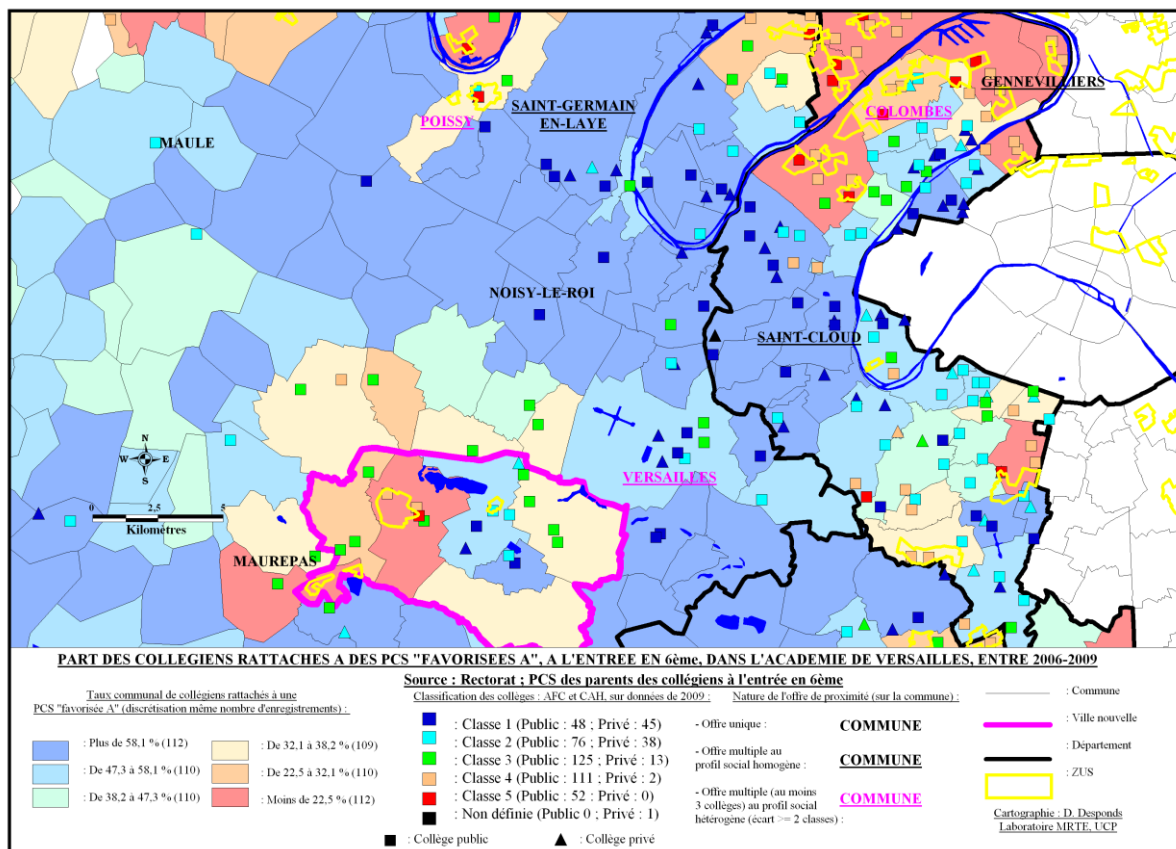 GENNEVILLIERS
SAINT-GERMAIN
EN-LAYE
COLOMBES
POISSY
MAULE
NOISY-LE-ROI
SAINT-CLOUD
N
W E
S
VERSAILLES
0 2,5 5
Kilomètres
MAUREPAS
PART DES COLLEGIENS RATTACHES A DES PCS "FAVORISEES A", A L'ENTREE EN 6ème, DANS L'ACADEMIE DE VERSAILLES, ENTRE 2006-2009
Source : Rectorat ; PCS des parents des collégiens à l'entrée en 6ème
Taux communal de collégiens rattachés à une
PCS "favorisée A" (discrétisation même nombre d'enregistrements) :
: Plus de 58,1 % (112)
: De 32,1 à 38,2 % (109)
: De 47,3 à 58,1 % (110)
: De 22,5 à 32,1 % (110)
: De 38,2 à 47,3 % (110)
: Moins de 22,5 % (112)
Classification des collèges : AFC et CAH, sur données de 2009 :
: Classe 1 (Public : 48 ; Privé : 45)
: Classe 2 (Public : 76 ; Privé : 38)
: Classe 3 (Public : 125 ; Privé : 13)
: Classe 4 (Public : 111 ; Privé : 2)
: Classe 5 (Public : 52 ; Privé : 0)
: Non définie (Public 0 ; Privé : 1)
: Collège public
: Collège privé
Nature de l'offre de proximité (sur la commune) :
- Offre unique :
COMMUNE
- Offre multiple au
profil social homogène :
COMMUNE
- Offre multiple (au moins
3 collèges) au profil social
hétérogène (écart >= 2 classes) :
COMMUNE
: Commune
: Ville nouvelle
: Département
: ZUS
Cartographie : D. Desponds
Laboratoire MRTE, UCP